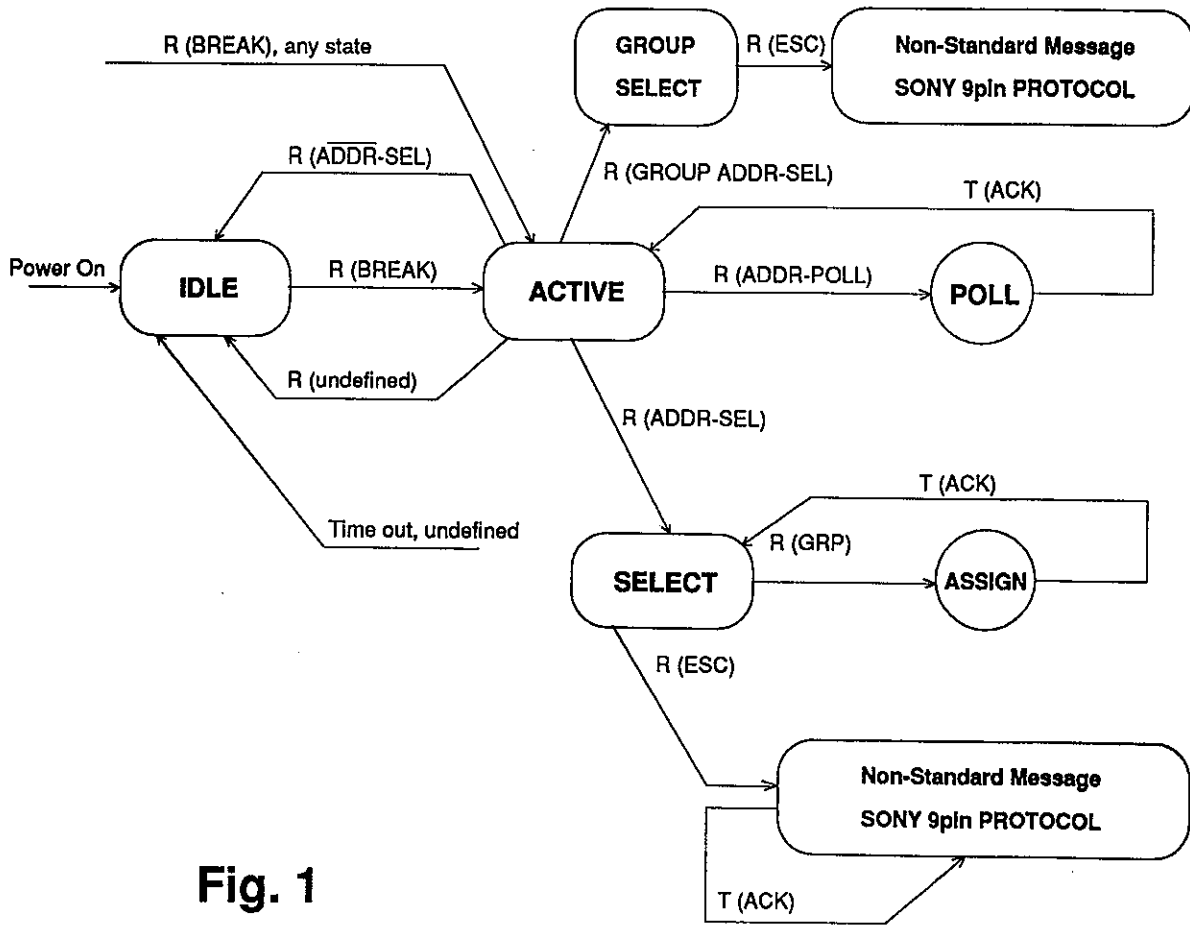 R (BREAK), any state
GROUP
SELECT
R (ESC)
Non-Standard Message
SONY 9pin PROTOCOL
R (A̅D̅D̅R̅-SEL)
R (GROUP ADDR-SEL)
T (ACK)
Power On
IDLE
R (BREAK)
ACTIVE
R (ADDR-POLL)
POLL
R (undefined)
R (ADDR-SEL)
T (ACK)
Time out, undefined
R (GRP)
SELECT
ASSIGN
R (ESC)
Non-Standard Message
SONY 9pin PROTOCOL
T (ACK)
Fig. 1